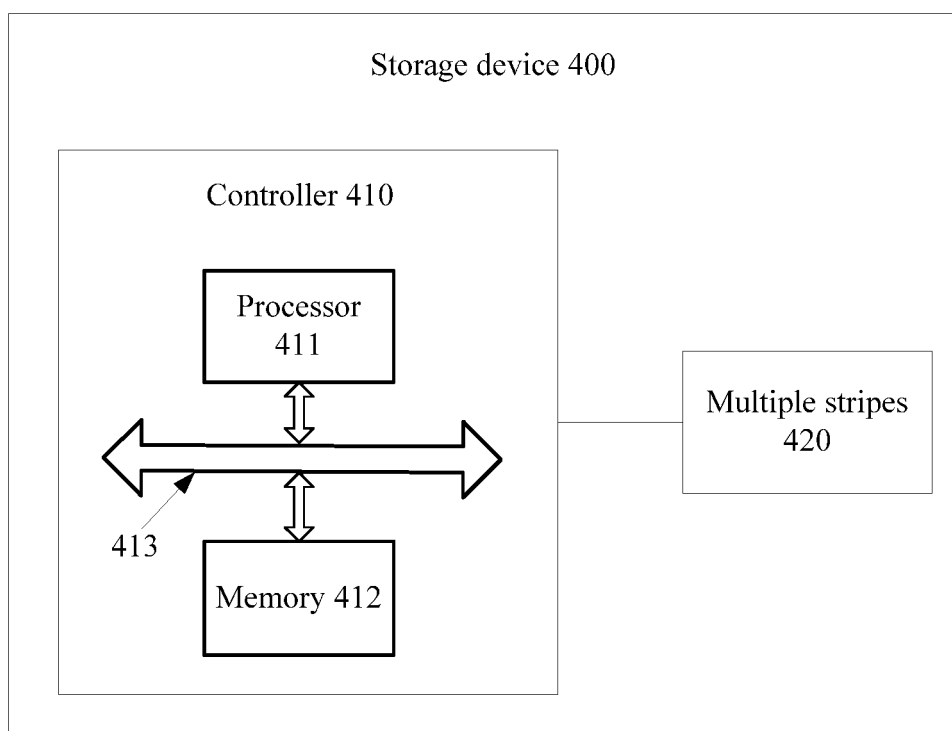 Storage device 400
Controller 410
Processor
411
Multiple stripes
420
413
Memory 412